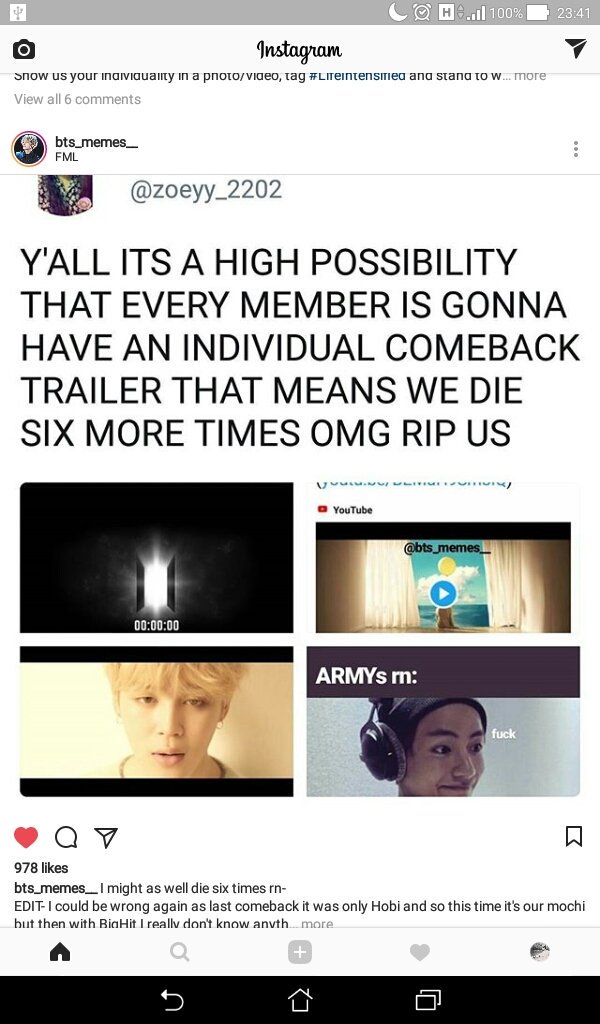 H 100% 23:41
Instagram
Show us your individuality in a photo/video, tag #LifeIntensified and stand to w... more
View all 6 comments
bts_memes__
FML
@zoeyy_2202
Y'ALL ITS A HIGH POSSIBILITY
THAT EVERY MEMBER IS GONNA
HAVE AN INDIVIDUAL COMEBACK
TRAILER THAT MEANS WE DIE
SIX MORE TIMES OMG RIP US
00:00:00
YouTube
@bts_memes__
ARMYs rn:
fuck
978 likes
bts_memes__ I might as well die six times rn-
EDIT- I could be wrong again as last comeback it was only Hobi and so this time it's our mochi
but then with BigHit I really don't know anyth... more